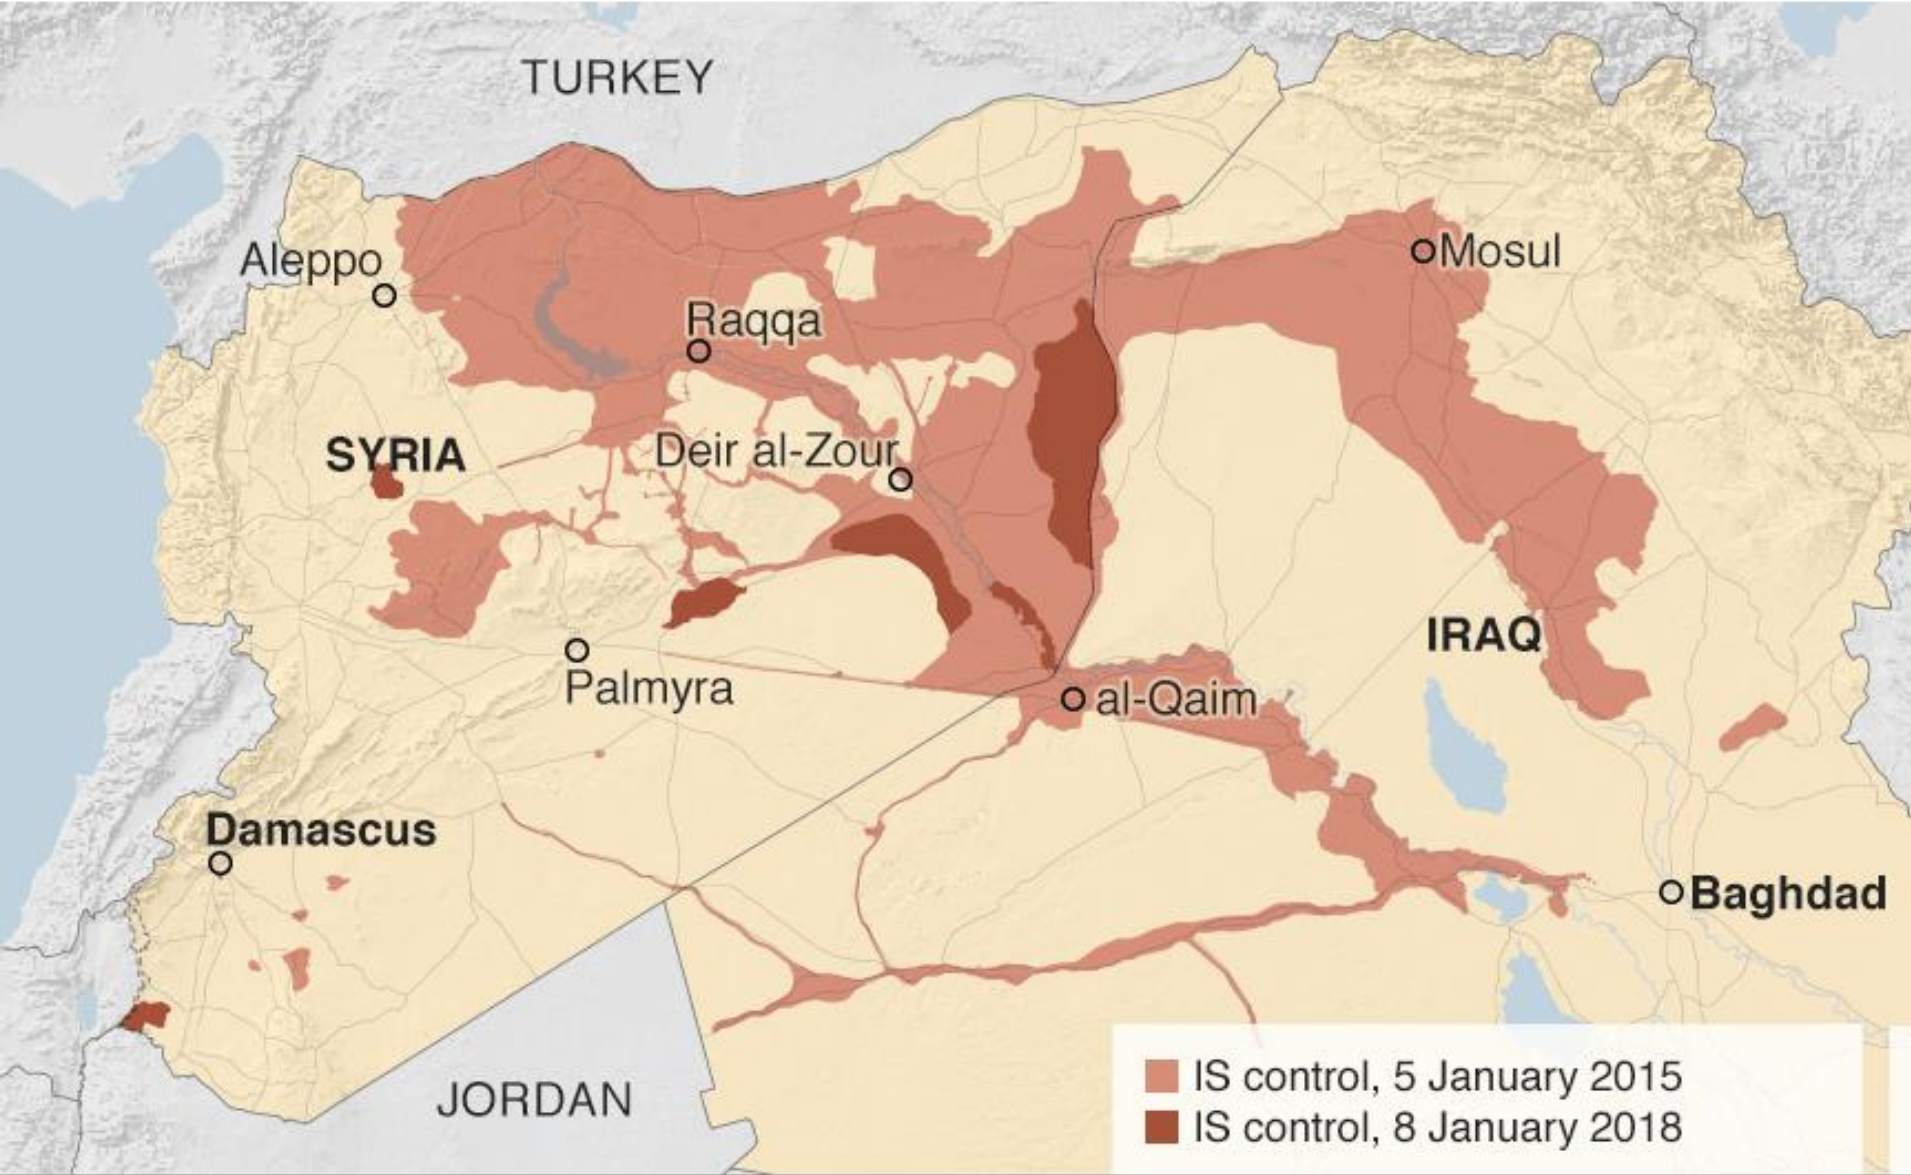 TURKEY
Aleppo
Mosul
Raqqa
SYRIA
Deir al-Zour
IRAQ
Palmyra
al-Qaim
Damascus
Baghdad
JORDAN
IS control, 5 January 2015
IS control, 8 January 2018